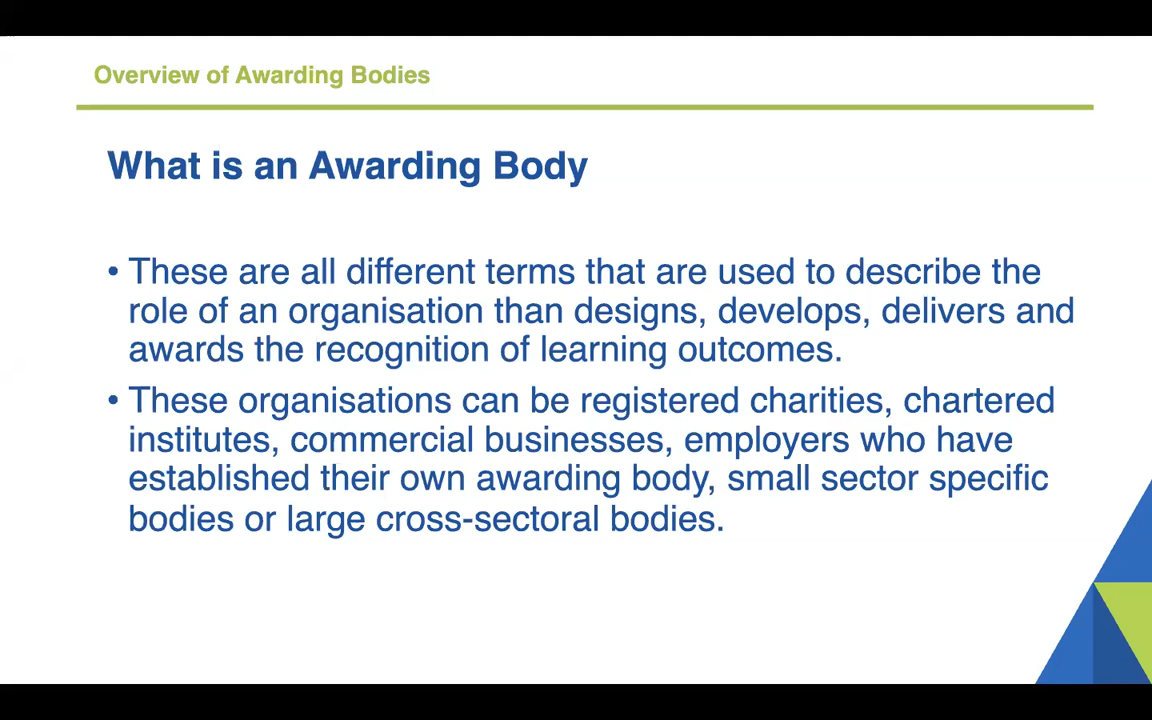 Overview of Awarding Bodies
What is an Awarding Body
• These are all different terms that are used to describe the
role of an organisation than designs, develops, delivers and
awards the recognition of learning outcomes.
• These organisations can be registered charities, chartered
institutes, commercial businesses, employers who have
established their own awarding body, small sector specific
bodies or large cross-sectoral bodies.